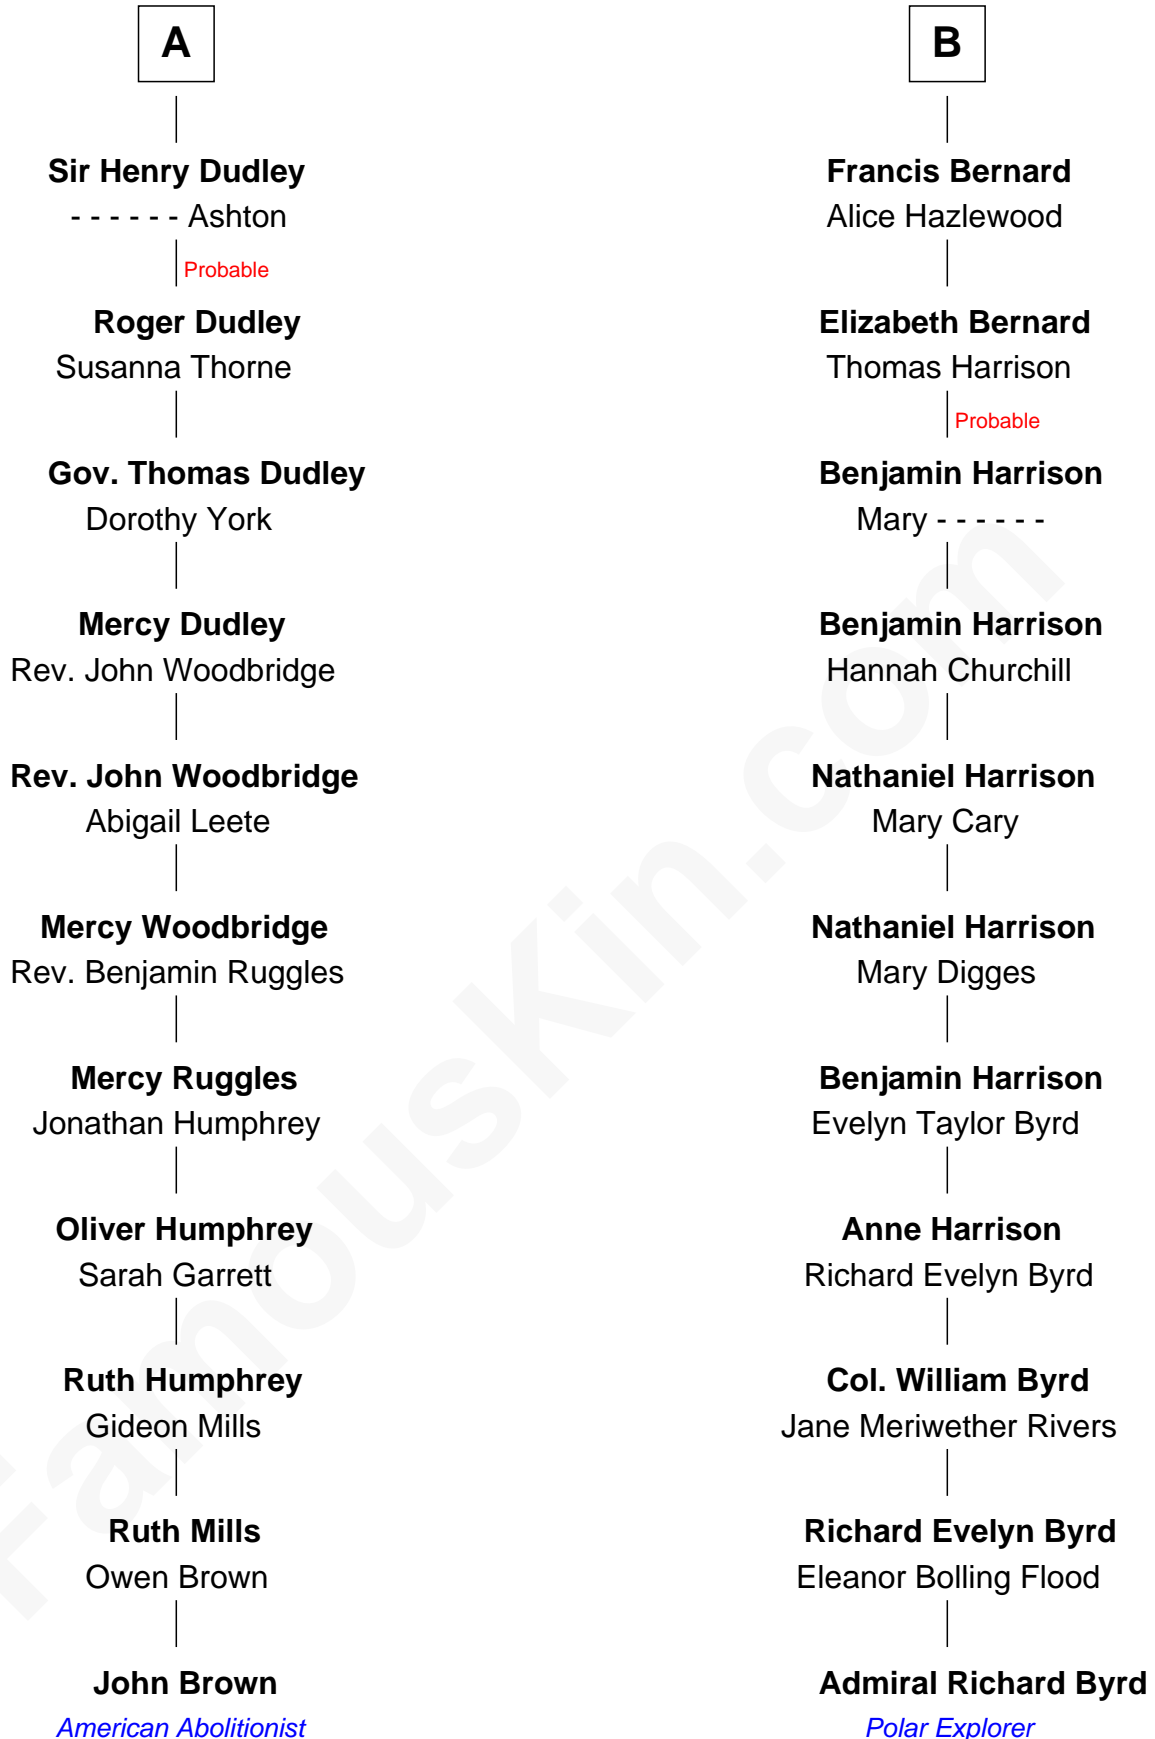 A
Sir Henry Dudley
- - - - - - Ashton
Probable
Roger Dudley
Susanna Thorne
Gov. Thomas Dudley
Dorothy York
Mercy Dudley
Rev. John Woodbridge
Rev. John Woodbridge
Abigail Leete
Mercy Woodbridge
Rev. Benjamin Ruggles
Mercy Ruggles
Jonathan Humphrey
Oliver Humphrey
Sarah Garrett
Ruth Humphrey
Gideon Mills
Ruth Mills
Owen Brown
John Brown
American Abolitionist
B
Francis Bernard
Alice Hazlewood
Elizabeth Bernard
Thomas Harrison
Probable
Benjamin Harrison
Mary - - - - - -
Benjamin Harrison
Hannah Churchill
Nathaniel Harrison
Mary Cary
Nathaniel Harrison
Mary Digges
Benjamin Harrison
Evelyn Taylor Byrd
Anne Harrison
Richard Evelyn Byrd
Col. William Byrd
Jane Meriwether Rivers
Richard Evelyn Byrd
Eleanor Bolling Flood
Admiral Richard Byrd
Polar Explorer
FamousKin.com